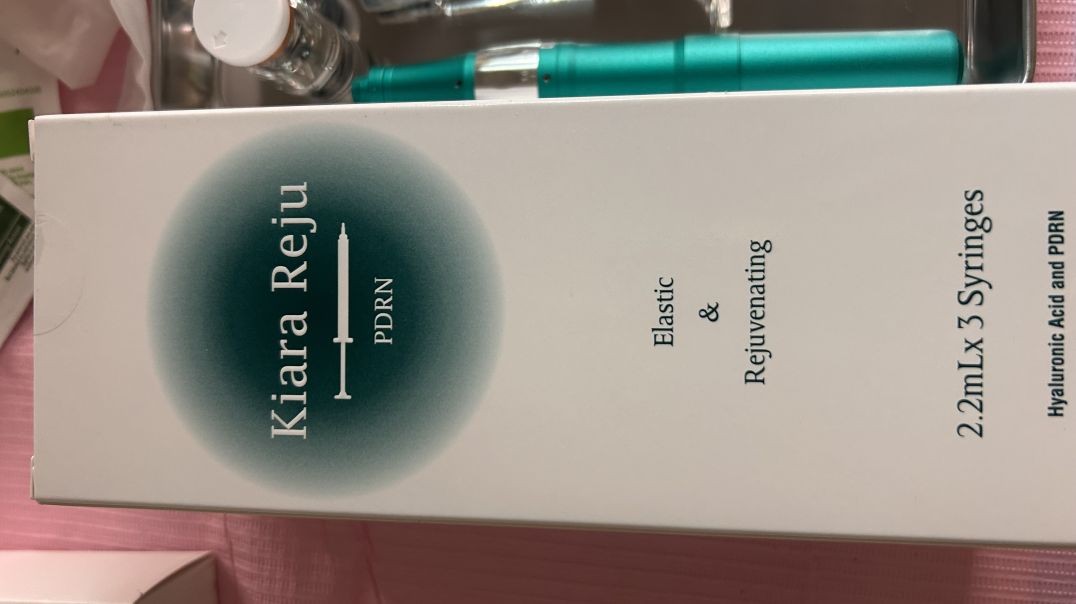 Kiara Reju
PDRN
Elastic
&
Rejuvenating
2.2mLx 3 Syringes
Hyaluronic Acid and PDRN